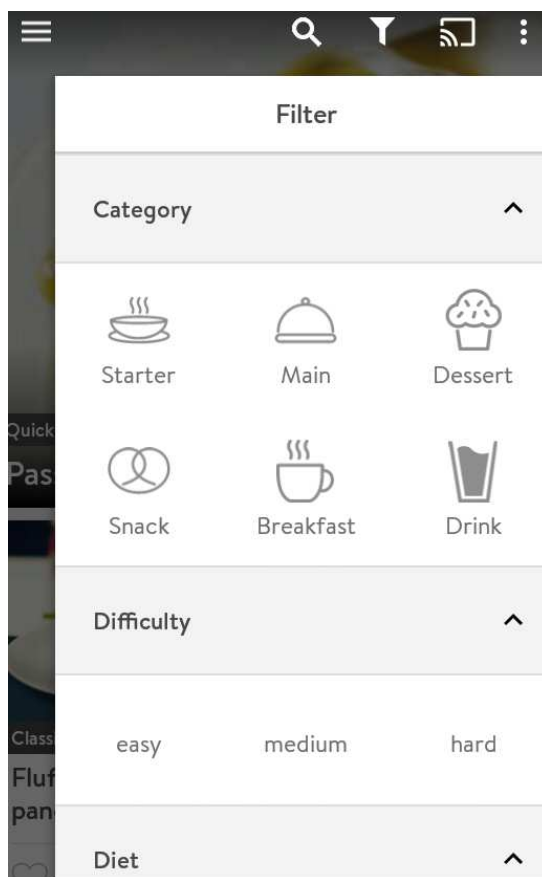 Filter
Category
Starter Main Dessert
Quick
Pas
Snack Breakfast Drink
Difficulty
Class
easy medium hard
Fluf
pan
Diet